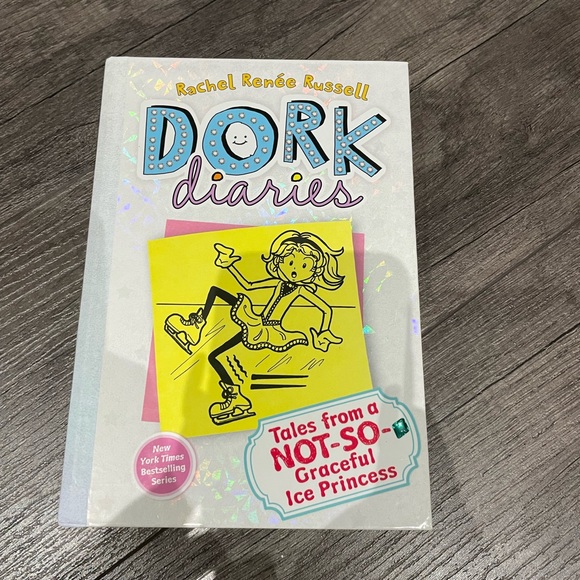 Rachel Renée Russell
DORK
diaries
Tales from a
NOT-SO-
Graceful
Ice Princess
New
York Times
Bestselling
Series